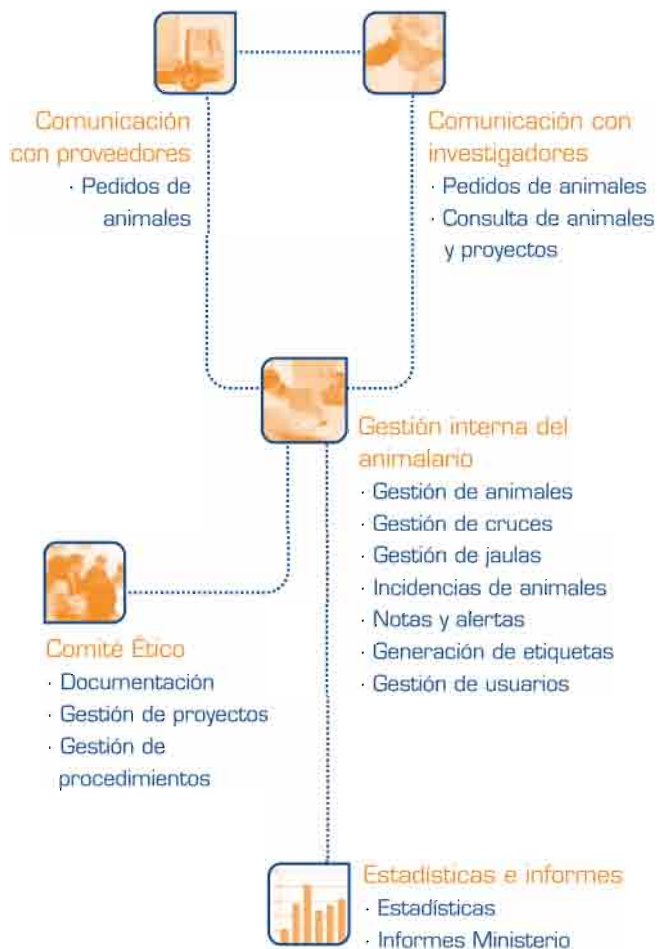 Comunicación
con proveedores
· Pedidos de
animales
Comunicación con
investigadores
· Pedidos de animales
· Consulta de animales
y proyectos
Gestión interna del
animalario
· Gestión de animales
· Gestión de cruces
· Gestión de jaulas
· Incidencias de animales
· Notas y alertas
· Generación de etiquetas
· Gestión de usuarios
Comité Ético
· Documentación
· Gestión de proyectos
· Gestión de
procedimientos
Estadísticas e informes
· Estadísticas
· Informes Ministerio